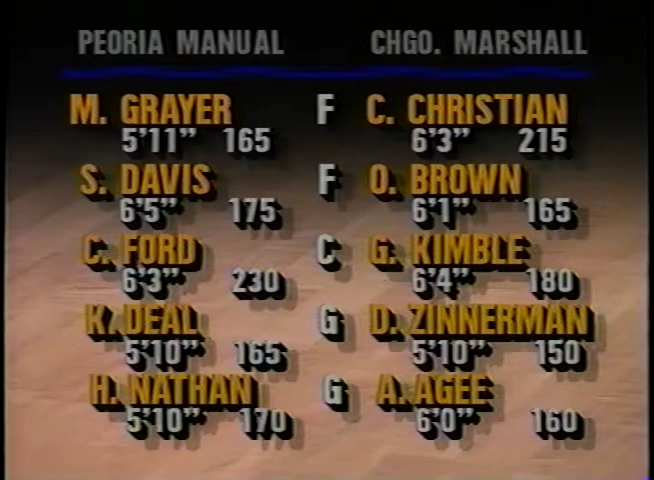 PEORIA MANUAL CHGO. MARSHALL
M. GRAYER F C. CHRISTIAN
5'11" 165 6'3" 215
S. DAVIS F O. BROWN
6'5" 175 6'1" 165
C. FORD C G. KIMBLE
6'3" 230 6'4" 180
K. DEAL G D. ZINNERMAN
5'10" 165 5'10" 150
H. NATHAN G A. AGEE
5'10" 170 6'0" 160